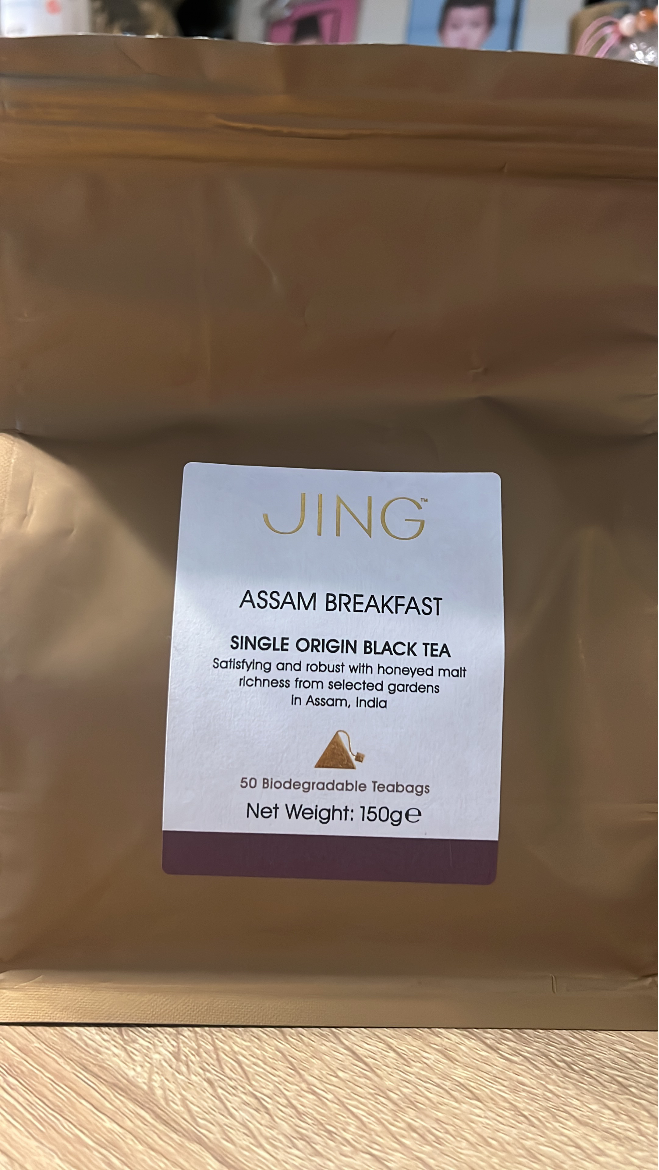 JING™
ASSAM BREAKFAST
SINGLE ORIGIN BLACK TEA
Satisfying and robust with honeyed malt
richness from selected gardens
in Assam, India
50 Biodegradable Teabags
Net Weight: 150g℮